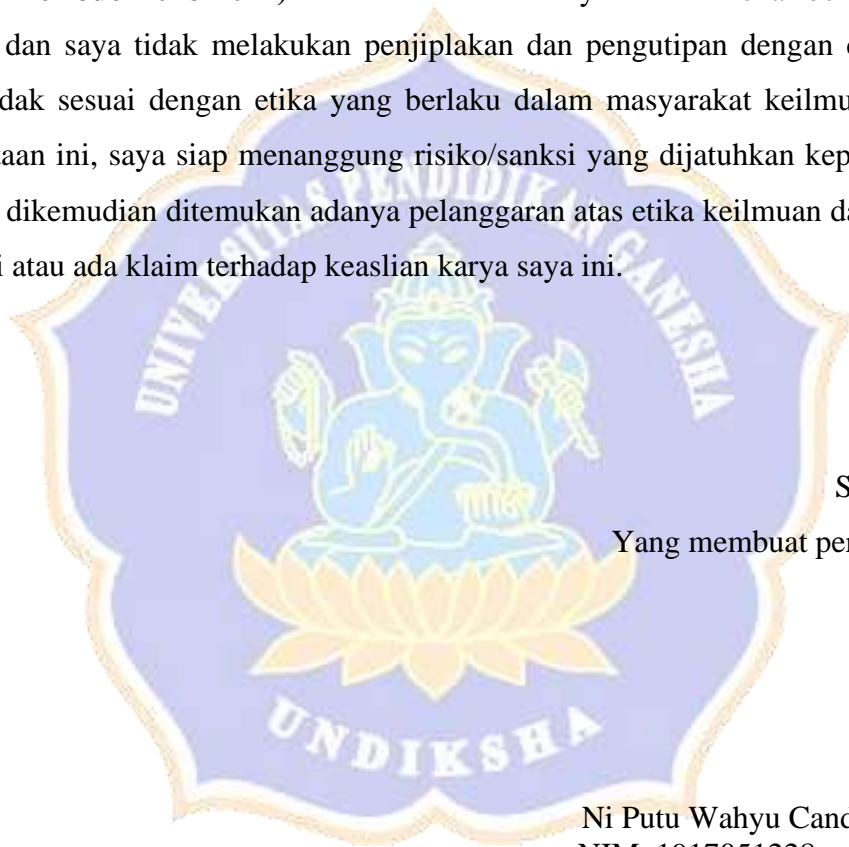 dan saya tidak melakukan penjiplakan dan pengutipan dengan
dak sesuai dengan etika yang berlaku dalam masyarakat keilmu
taan ini, saya siap menanggung risiko/sanksi yang dijatuhkan kep
dikemudian ditemukan adanya pelanggaran atas etika keilmuan da
i atau ada klaim terhadap keaslian karya saya ini.
UNIVERSITAS PENDIDIKAN GANESHA
S
Yang membuat per
UNDIKSHA
Ni Putu Wahyu Cand